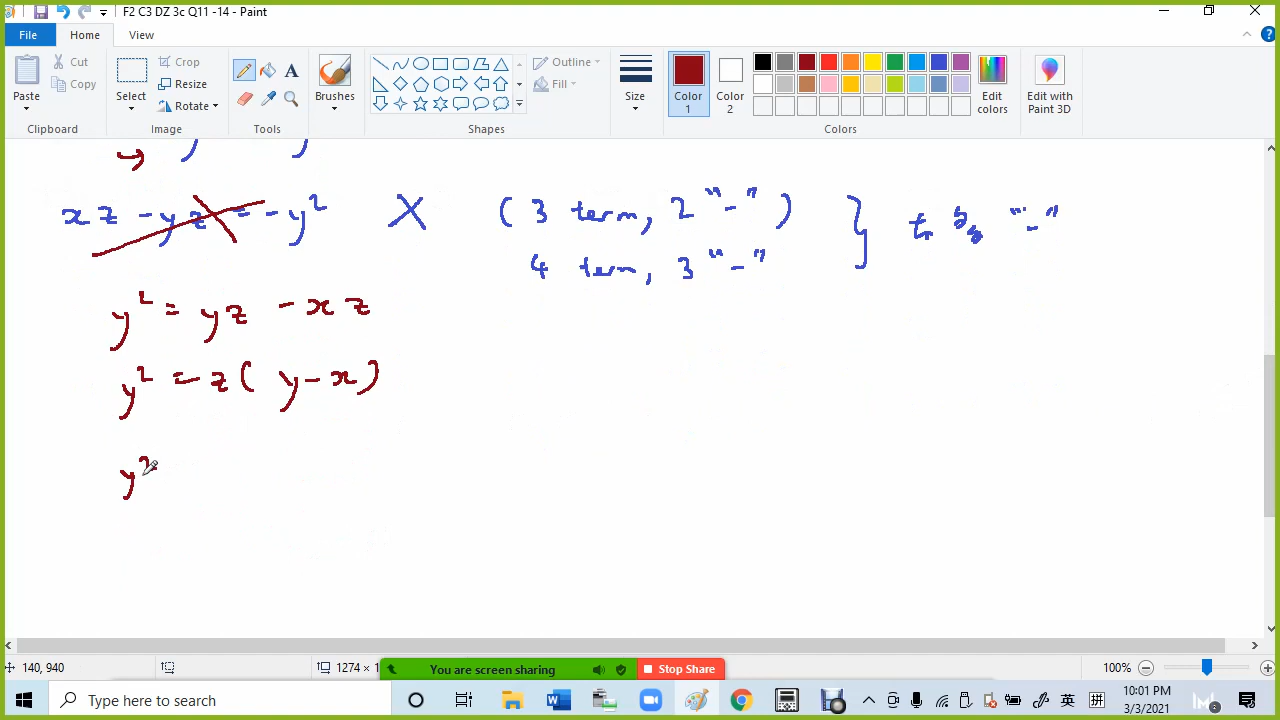 F2 C3 DZ 3c Q11 -14 - Paint
File Home View
Paste Cut Copy Clipboard
Select Crop Resize Rotate Image
A Tools
Brushes
Outline Fill Shapes
Size
Color 1 Color 2 Edit colors Colors
Edit with Paint 3D
xz - yz = - y² X ( 3 term, 2 "-" ) } "-"
4 term, 3 "-"
y² = yz - xz
y² = z( y - x )
y²
140, 940 1274 × 1 You are screen sharing Stop Share 100%
Type here to search 英 10:01 PM
3/3/2021